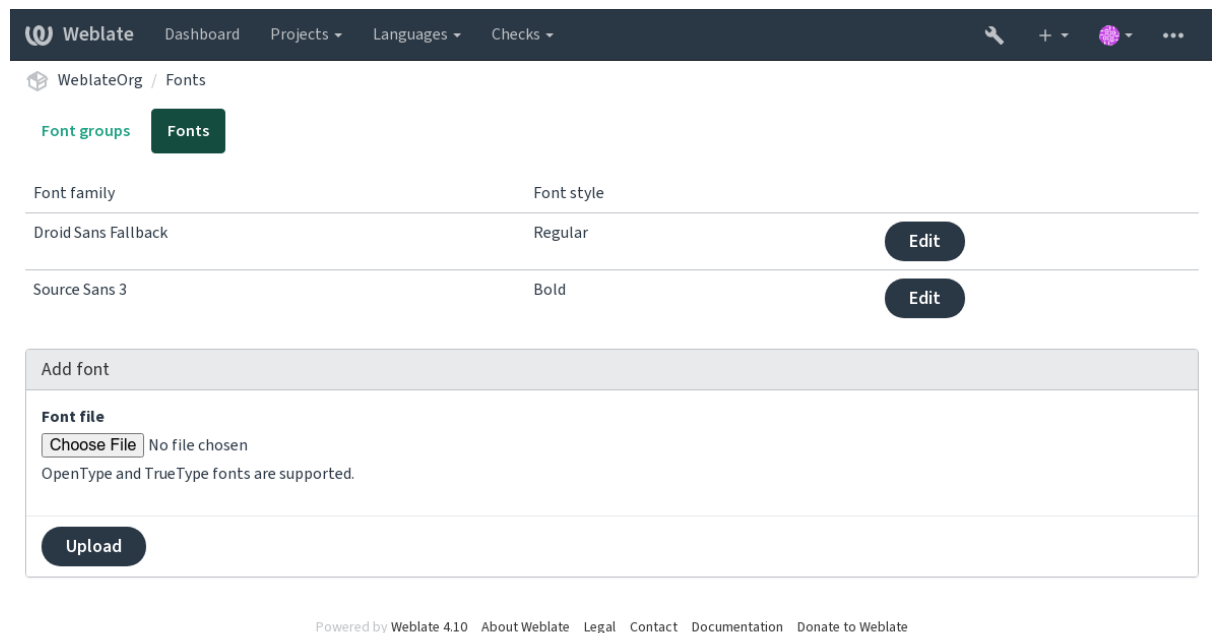 Weblate Dashboard Projects Languages Checks
WeblateOrg / Fonts
Font groups Fonts
Font family Font style
Droid Sans Fallback Regular Edit
Source Sans 3 Bold Edit
Add font
Font file
Choose File No file chosen
OpenType and TrueType fonts are supported.
Upload
Powered by Weblate 4.10 About Weblate Legal Contact Documentation Donate to Weblate